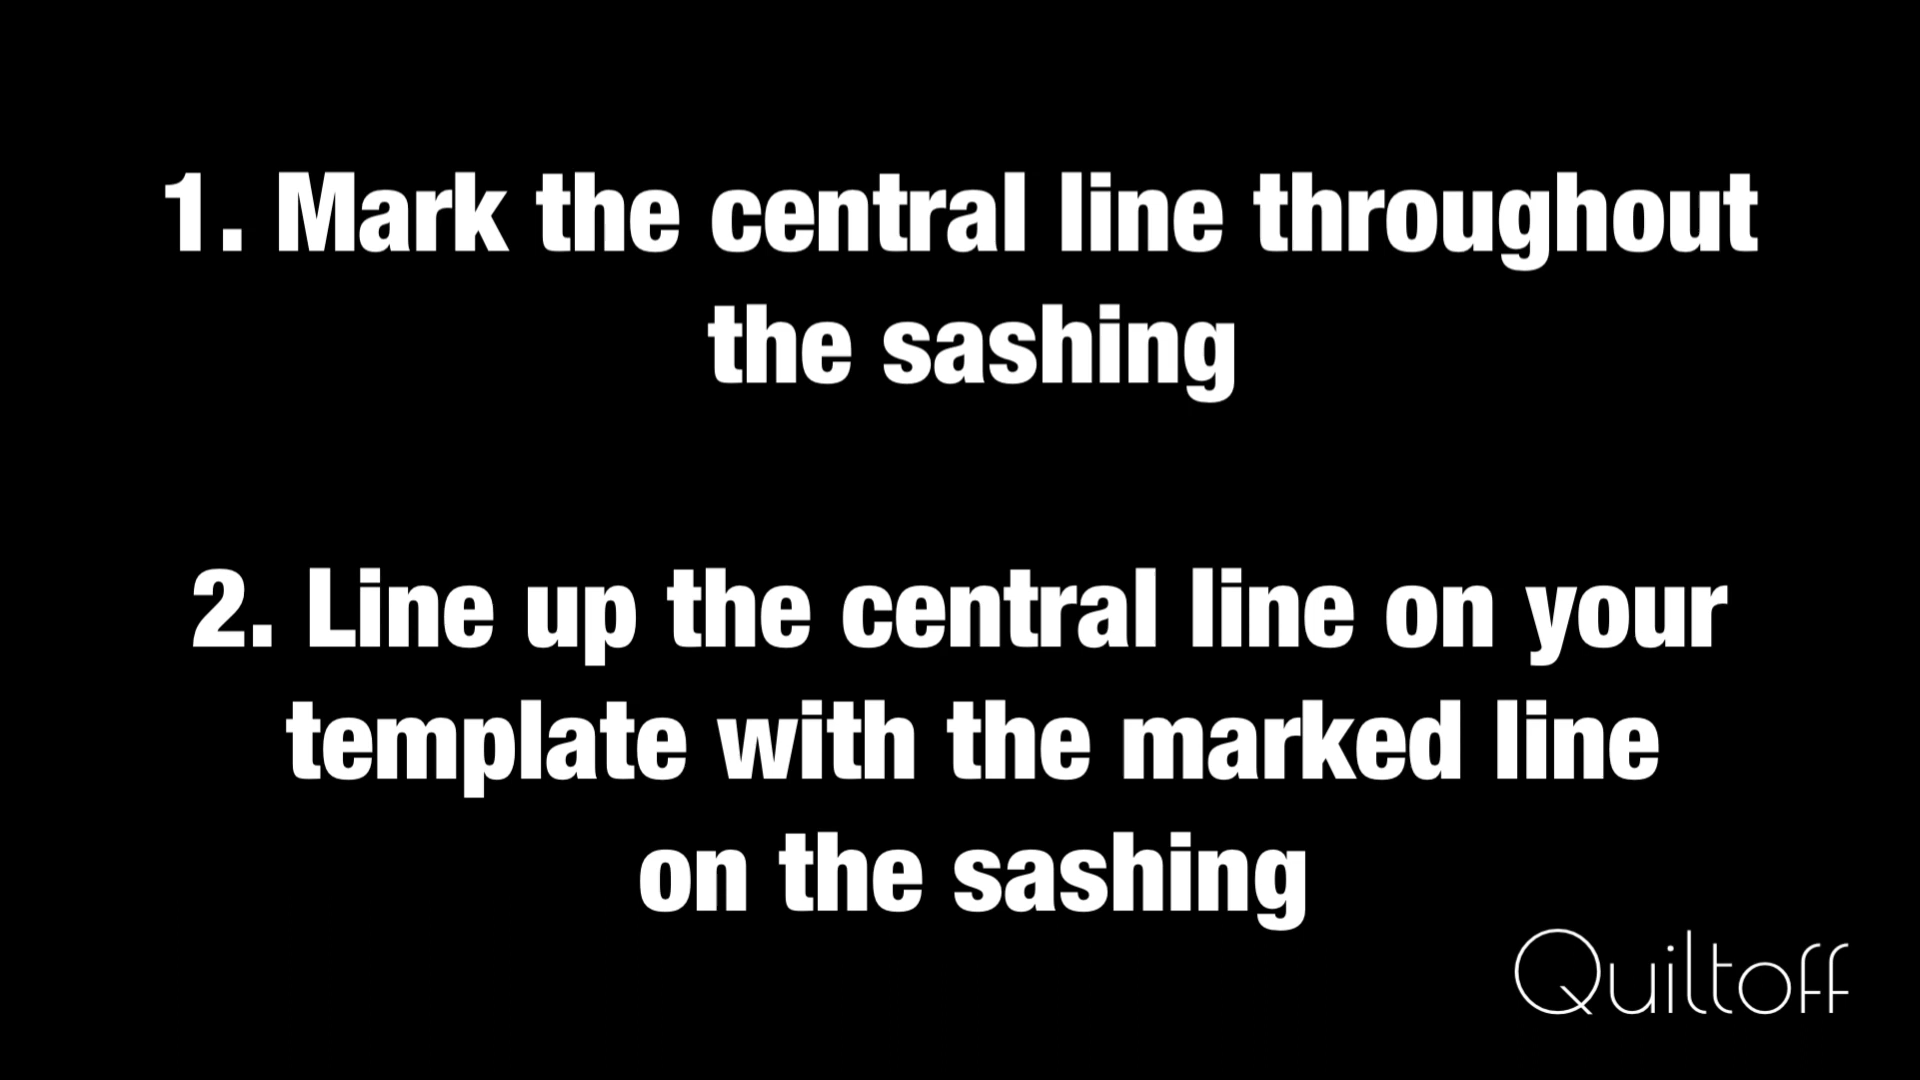 1. Mark the central line throughout
the sashing
2. Line up the central line on your
template with the marked line
on the sashing
Quiltoff